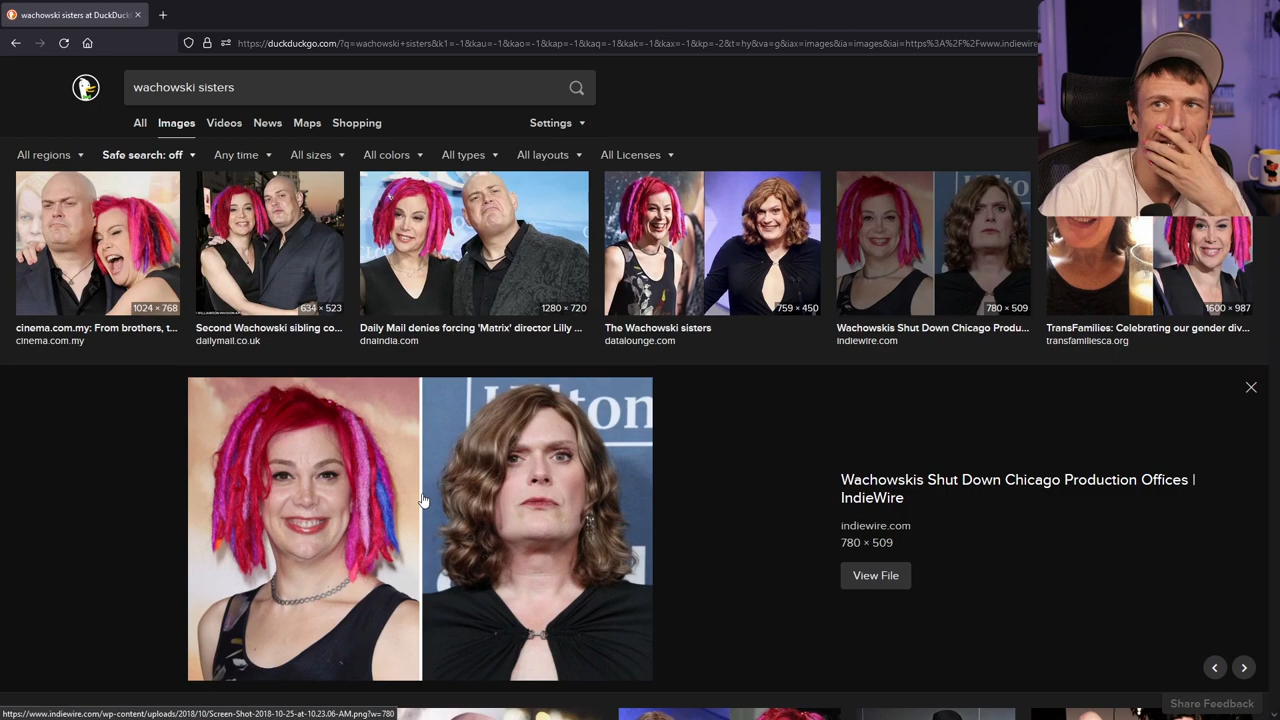 wachowski sisters at DuckDuck
https://duckduckgo.com/?q=wachowski+sisters&k1=-1&kau=-1&kao=-1&kap=-1&kaq=-1&kak=-1&kax=-1&kp=-2&t=hy&va=g&iax=images&ia=images&iai=https%3A%2F%2Fwww.indiewire
wachowski sisters
All Images Videos News Maps Shopping Settings
All regions Safe search: off Any time All sizes All colors All types All layouts All Licenses
1024 × 768 634 × 523 1280 × 720 759 × 450 780 × 509 1600 × 987
cinema.com.my: From brothers, t... Second Wachowski sibling co... Daily Mail denies forcing 'Matrix' director Lilly ... The Wachowski sisters Wachowskis Shut Down Chicago Produ... TransFamilies: Celebrating our gender div...
cinema.com.my dailymail.co.uk dnaindia.com datalounge.com indiewire.com transfamiliesca.org
Hilton
Wachowskis Shut Down Chicago Production Offices |
IndieWire
indiewire.com
780 × 509
View File
Share Feedback
https://www.indiewire.com/wp-content/uploads/2018/10/Screen-Shot-2018-10-25-at-10.23.06-AM.png?w=780